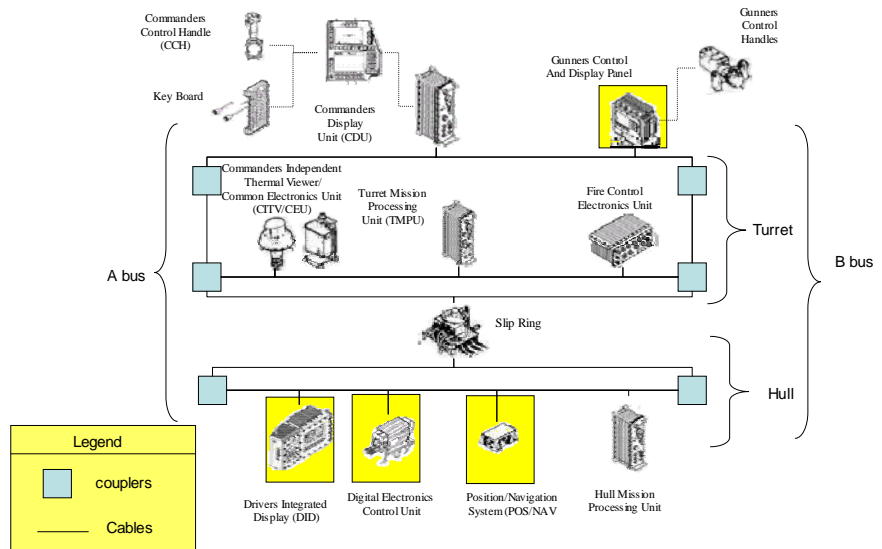 Commanders
Control Handle
(CCH)
Key Board
Commanders
Display
Unit (CDU)
Gunners Control
And Display Panel
Gunners
Control
Handles
Commanders Independent
Thermal Viewer/
Common Electronics Unit
(CITV/CEU)
Turret Mission
Processing
Unit (TMPU)
Fire Control
Electronics Unit
Turret
A bus
B bus
Slip Ring
Hull
Legend
couplers
Cables
Drivers Integrated
Display (DID)
Digital Electronics
Control Unit
Position/Navigation
System (POS/NAV
Hull Mission
Processing Unit